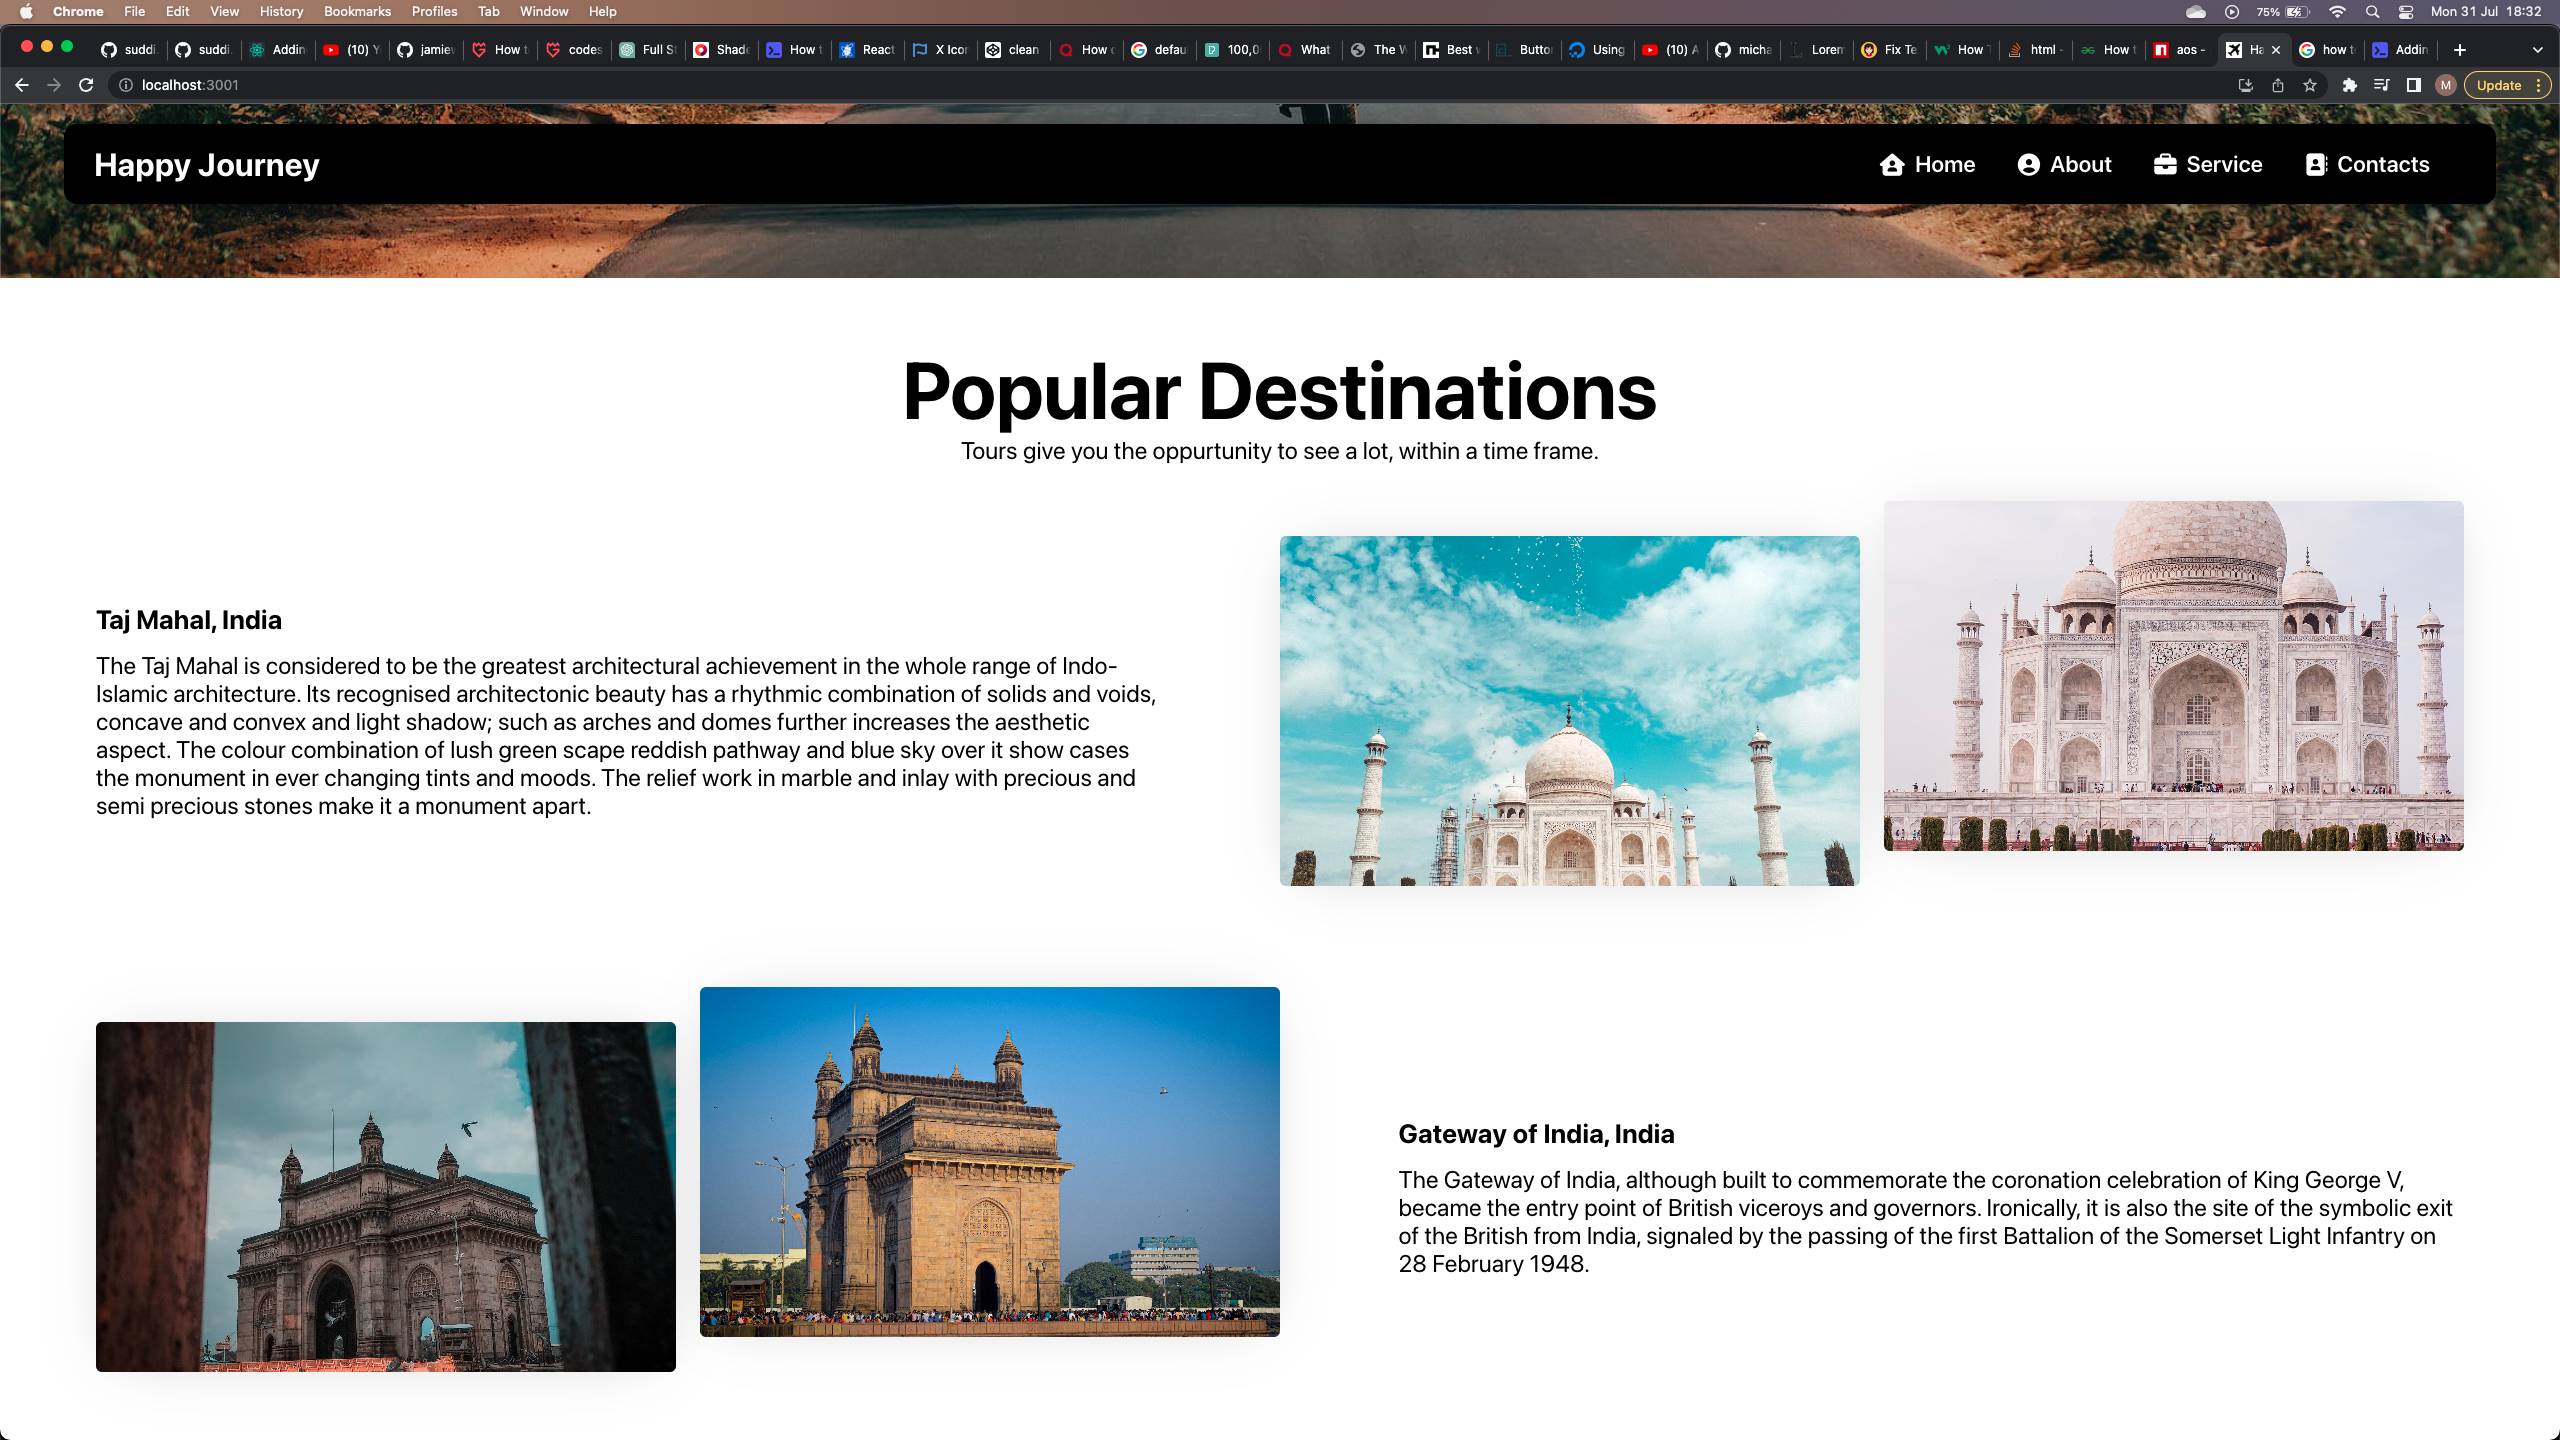 Chrome File Edit View History Bookmarks Profiles Tab Window Help 75% Mon 31 Jul 18:32
suddi. suddi. Addin (10) Y jamiev How t codes Full St Shade How t React X Icor clean How c defau 100,0 What The W Best v Buttor Using (10) A micha Lorem Fix Te How T html - How t aos - Ha how to Addin
localhost:3001 M Update
Happy Journey Home About Service Contacts
Popular Destinations
Tours give you the oppurtunity to see a lot, within a time frame.
Taj Mahal, India
The Taj Mahal is considered to be the greatest architectural achievement in the whole range of Indo-
Islamic architecture. Its recognised architectonic beauty has a rhythmic combination of solids and voids,
concave and convex and light shadow; such as arches and domes further increases the aesthetic
aspect. The colour combination of lush green scape reddish pathway and blue sky over it show cases
the monument in ever changing tints and moods. The relief work in marble and inlay with precious and
semi precious stones make it a monument apart.
Gateway of India, India
The Gateway of India, although built to commemorate the coronation celebration of King George V,
became the entry point of British viceroys and governors. Ironically, it is also the site of the symbolic exit
of the British from India, signaled by the passing of the first Battalion of the Somerset Light Infantry on
28 February 1948.